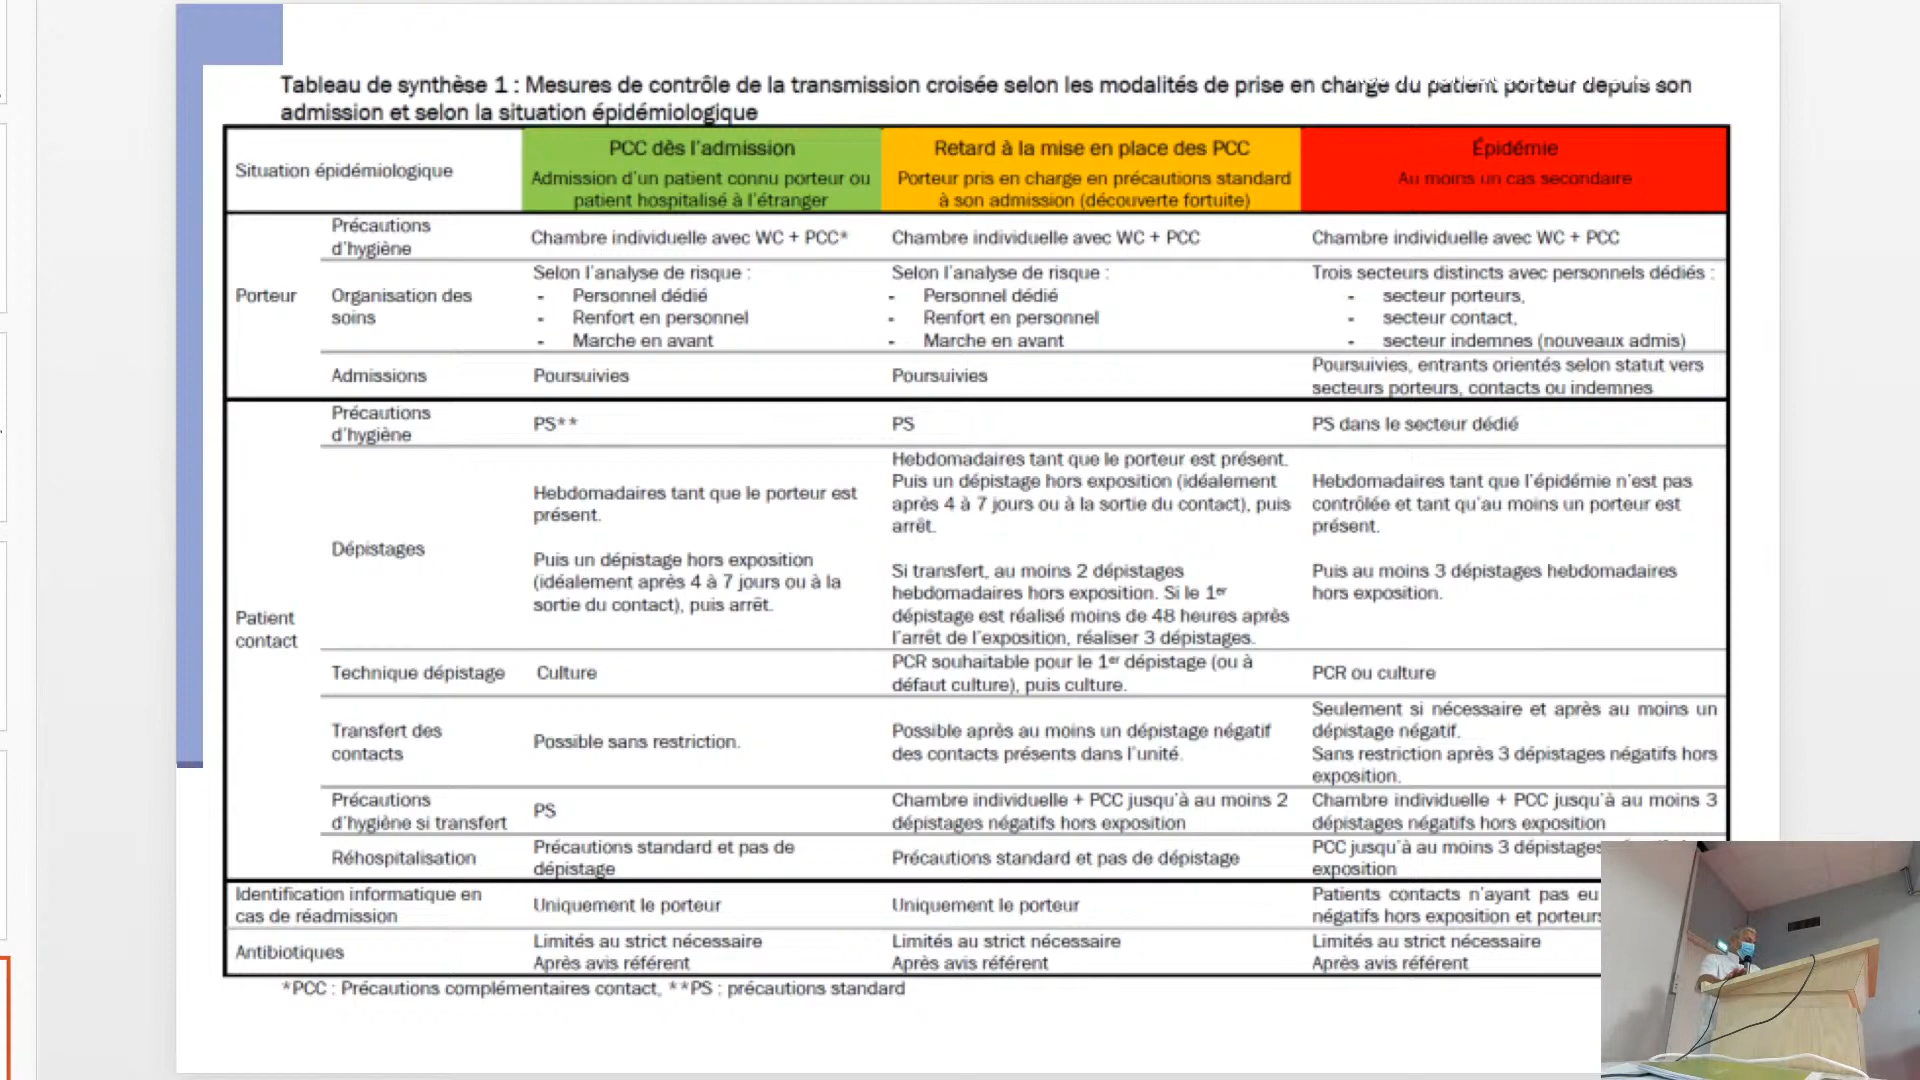 Tableau de synthèse 1 : Mesures de contrôle de la transmission croisée selon les modalités de prise en charge du patient porteur depuis son
admission et selon la situation épidémiologique
Situation épidémiologique
PCC dès l'admission
Admission d'un patient connu porteur ou
patient hospitalisé à l'étranger
Retard à la mise en place des PCC
Porteur pris en charge en précautions standard
à son admission (découverte fortuite)
Épidémie
Au moins un cas secondaire
Porteur
Précautions
d'hygiène
Chambre individuelle avec WC + PCC*
Chambre individuelle avec WC + PCC
Chambre individuelle avec WC + PCC
Organisation des
soins
Selon l'analyse de risque :
- Personnel dédié
- Renfort en personnel
- Marche en avant
Selon l'analyse de risque :
- Personnel dédié
- Renfort en personnel
- Marche en avant
Trois secteurs distincts avec personnels dédiés :
- secteur porteurs,
- secteur contact,
- secteur indemnes (nouveaux admis)
Admissions
Poursuivies
Poursuivies
Poursuivies, entrants orientés selon statut vers
secteurs porteurs, contacts ou indemnes
Patient
contact
Précautions
d'hygiène
PS**
PS
PS dans le secteur dédié
Dépistages
Hebdomadaires tant que le porteur est
présent.
Puis un dépistage hors exposition
(idéalement après 4 à 7 jours ou à la
sortie du contact), puis arrêt.
Hebdomadaires tant que le porteur est présent.
Puis un dépistage hors exposition (idéalement
après 4 à 7 jours ou à la sortie du contact), puis
arrêt.
Si transfert, au moins 2 dépistages
hebdomadaires hors exposition. Si le 1er
dépistage est réalisé moins de 48 heures après
l'arrêt de l'exposition, réaliser 3 dépistages.
Hebdomadaires tant que l'épidémie n'est pas
contrôlée et tant qu'au moins un porteur est
présent.
Puis au moins 3 dépistages hebdomadaires
hors exposition.
Technique dépistage
Culture
PCR souhaitable pour le 1er dépistage (ou à
défaut culture), puis culture.
PCR ou culture
Transfert des
contacts
Possible sans restriction.
Possible après au moins un dépistage négatif
des contacts présents dans l'unité.
Seulement si nécessaire et après au moins un
dépistage négatif.
Sans restriction après 3 dépistages négatifs hors
exposition.
Précautions
d'hygiène si transfert
PS
Chambre individuelle + PCC jusqu'à au moins 2
dépistages négatifs hors exposition
Chambre individuelle + PCC jusqu'à au moins 3
dépistages négatifs hors exposition
Réhospitalisation
Précautions standard et pas de
dépistage
Précautions standard et pas de dépistage
PCC jusqu'à au moins 3 dépistages
exposition
Identification informatique en
cas de réadmission
Uniquement le porteur
Uniquement le porteur
Patients contacts n'ayant pas eu
négatifs hors exposition et porteurs
Antibiotiques
Limités au strict nécessaire
Après avis référent
Limités au strict nécessaire
Après avis référent
Limités au strict nécessaire
Après avis référent
*PCC : Précautions complémentaires contact, **PS : précautions standard